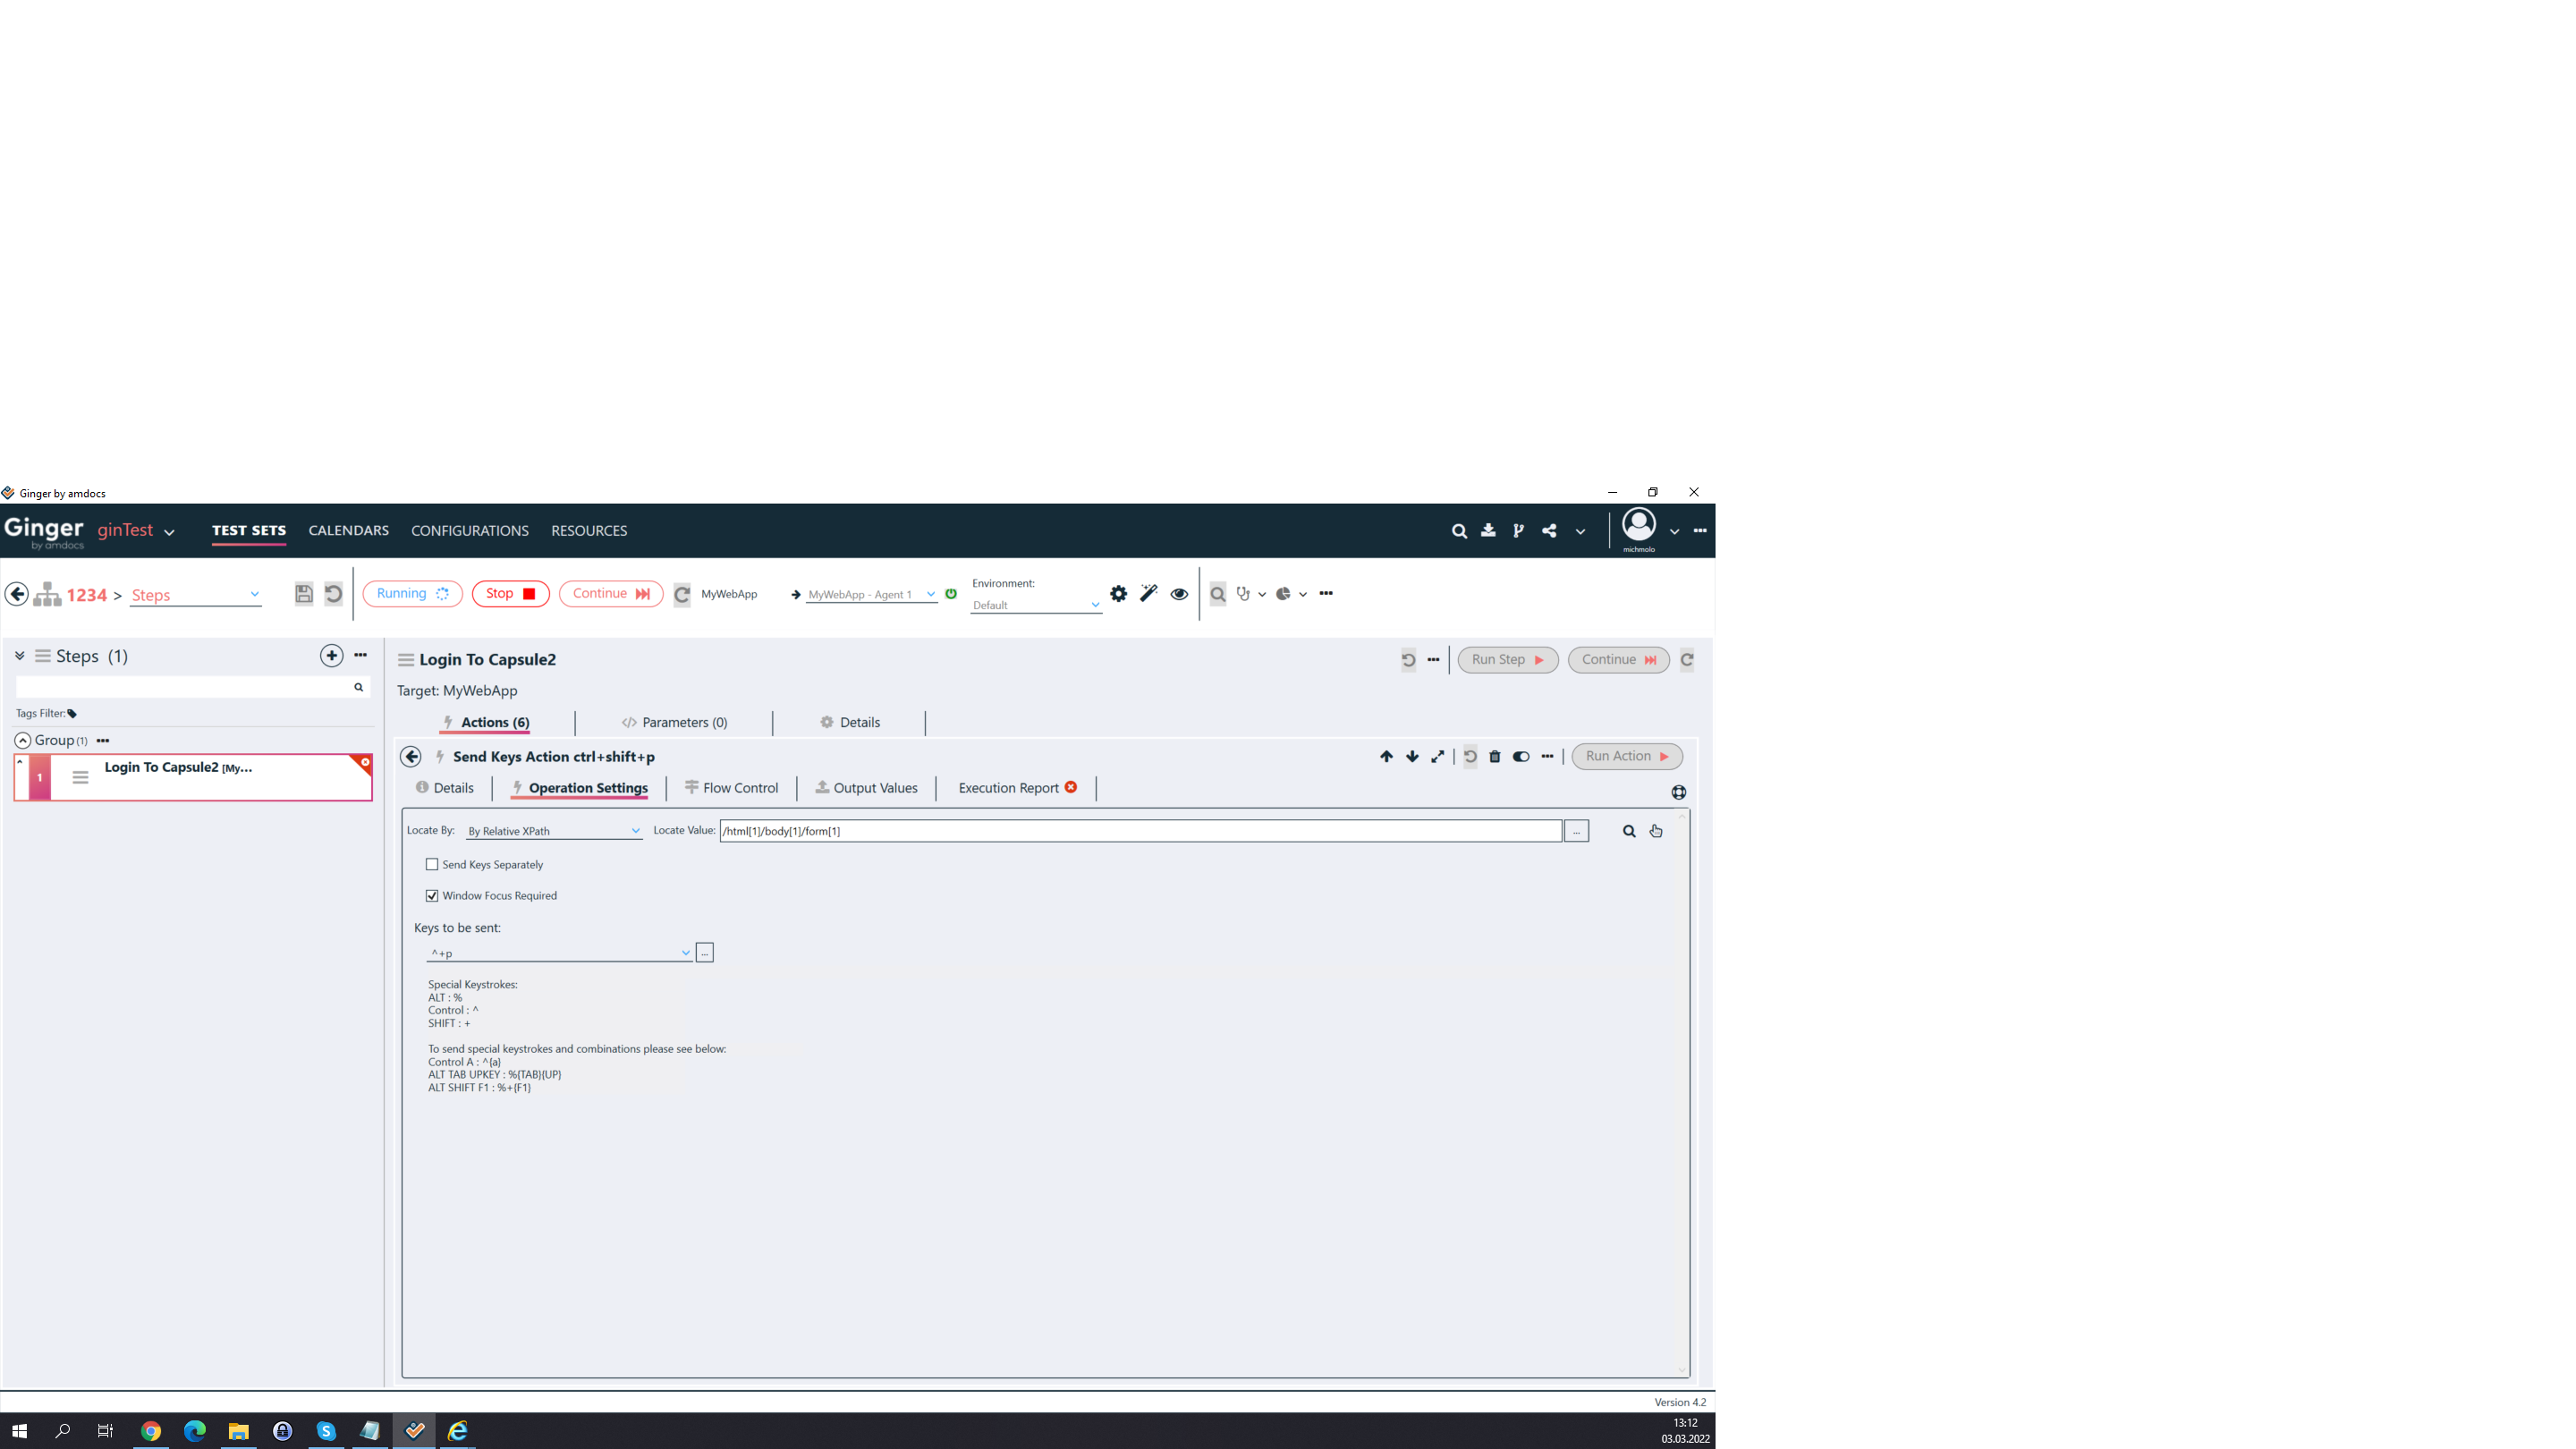 Ginger by amdocs
Ginger by amdocs ginTest TEST SETS CALENDARS CONFIGURATIONS RESOURCES
michmolo
1234 > Steps Running Stop Continue MyWebApp MyWebApp - Agent 1 Environment: Default
Steps (1)
Tags Filter:
Group (1)
1 Login To Capsule2 [My...
Login To Capsule2 Run Step Continue
Target: MyWebApp
Actions (6) </> Parameters (0) Details
Send Keys Action ctrl+shift+p Run Action
Details Operation Settings Flow Control Output Values Execution Report
Locate By: By Relative XPath Locate Value: /html[1]/body[1]/form[1] ...
Send Keys Separately
Window Focus Required
Keys to be sent:
^+p ...
Special Keystrokes:
ALT : %
Control : ^
SHIFT : +
To send special keystrokes and combinations please see below:
Control A : ^{a}
ALT TAB UPKEY : %{TAB}{UP}
ALT SHIFT F1 : %+{F1}
Version 4.2
13:12
03.03.2022